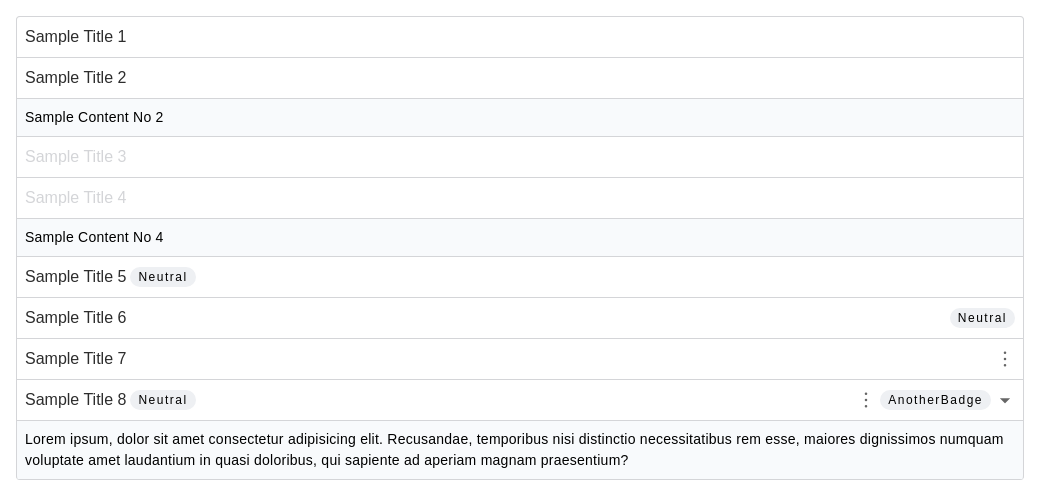 Sample Title 1
Sample Title 2
Sample Content No 2
Sample Title 3
Sample Title 4
Sample Content No 4
Sample Title 5 Neutral
Sample Title 6 Neutral
Sample Title 7
Sample Title 8 Neutral AnotherBadge
Lorem ipsum, dolor sit amet consectetur adipisicing elit. Recusandae, temporibus nisi distinctio necessitatibus rem esse, maiores dignissimos numquam
voluptate amet laudantium in quasi doloribus, qui sapiente ad aperiam magnam praesentium?